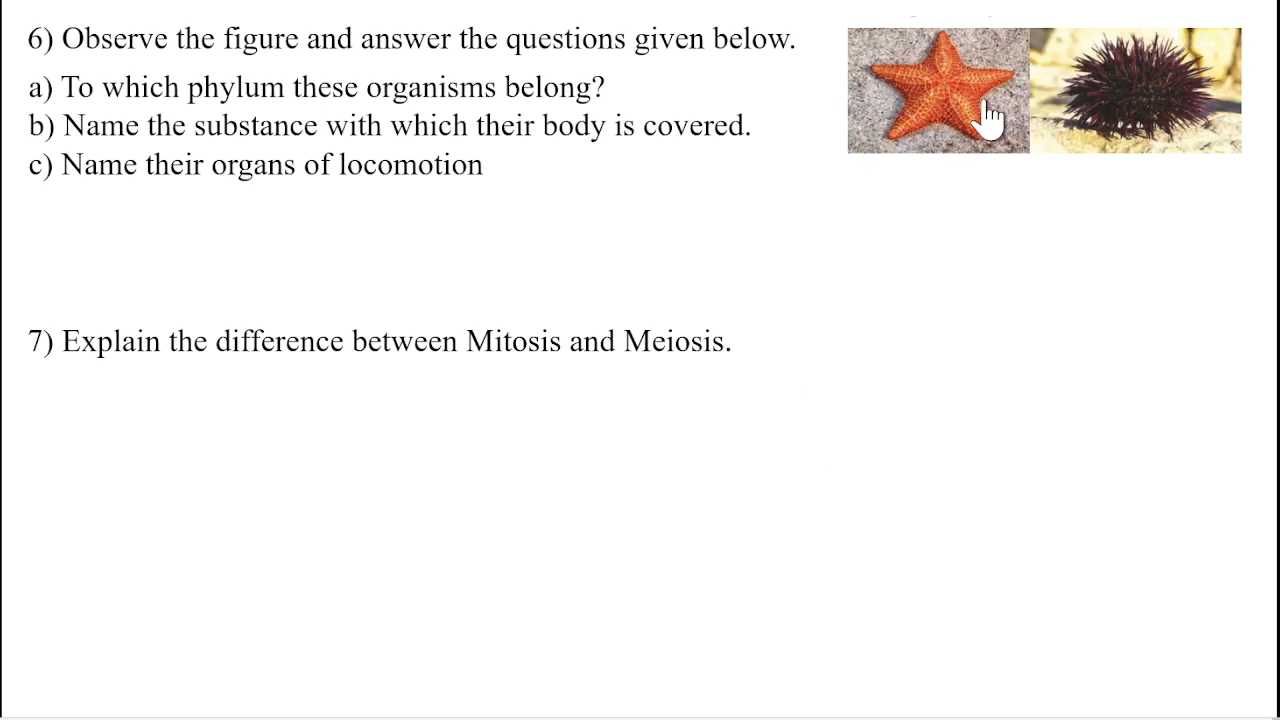 6) Observe the figure and answer the questions given below.
a) To which phylum these organisms belong?
b) Name the substance with which their body is covered.
c) Name their organs of locomotion
7) Explain the difference between Mitosis and Meiosis.